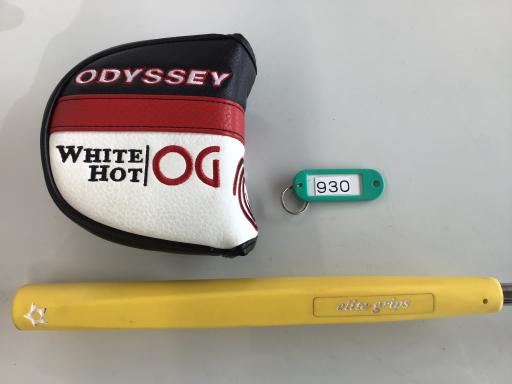 ODYSSEY
WHITE HOT OG
930
elite grips